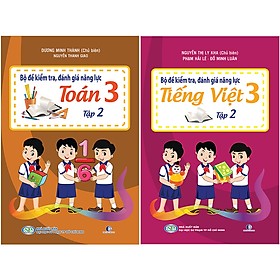 DƯƠNG MINH THÀNH (Chủ biên)
NGUYỄN THANH GIAO
Bộ đề kiểm tra, đánh giá năng lực
Toán 3
Tập 2
NGUYỄN THỊ LY KHA (Chủ biên)
PHẠM HẢI LÊ - ĐỖ MINH LUÂN
Bộ đề kiểm tra, đánh giá năng lực
Tiếng Việt 3
Tập 2